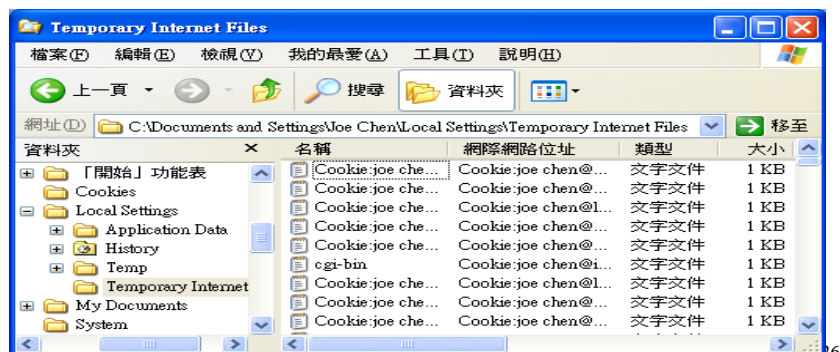 Temporary Internet Files
檔案(F) 編輯(E) 檢視(V) 我的最愛(A) 工具(T) 說明(H)
上一頁 搜尋 資料夾
網址(D) C:\Documents and Settings\Joe Chen\Local Settings\Temporary Internet Files 移至
資料夾 × 名稱 網際網路位址 類型 大小
「開始」功能表 Cookie:joe che... Cookie:joe chen@... 文字文件 1 KB
Cookies Cookie:joe che... Cookie:joe chen@... 文字文件 1 KB
Local Settings Cookie:joe che... Cookie:joe chen@l... 文字文件 1 KB
Application Data Cookie:joe che... Cookie:joe chen@... 文字文件 1 KB
History Cookie:joe che... Cookie:joe chen@... 文字文件 1 KB
Temp cgi-bin Cookie:joe chen@i... 文字文件 1 KB
Temporary Internet Cookie:joe che... Cookie:joe chen@l... 文字文件 1 KB
My Documents Cookie:joe che... Cookie:joe chen@... 文字文件 1 KB
System Cookie:joe che... Cookie:joe chen@... 文字文件 1 KB